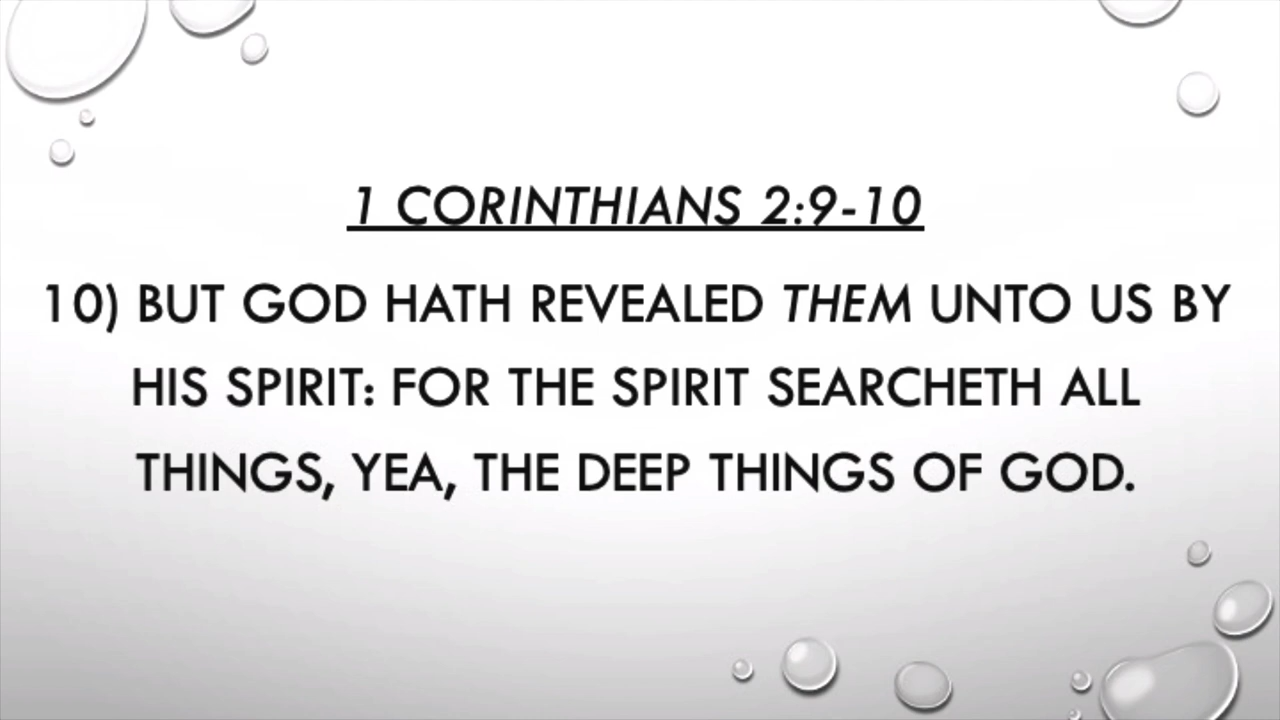 1 CORINTHIANS 2:9-10
10) BUT GOD HATH REVEALED THEM UNTO US BY
HIS SPIRIT: FOR THE SPIRIT SEARCHETH ALL
THINGS, YEA, THE DEEP THINGS OF GOD.